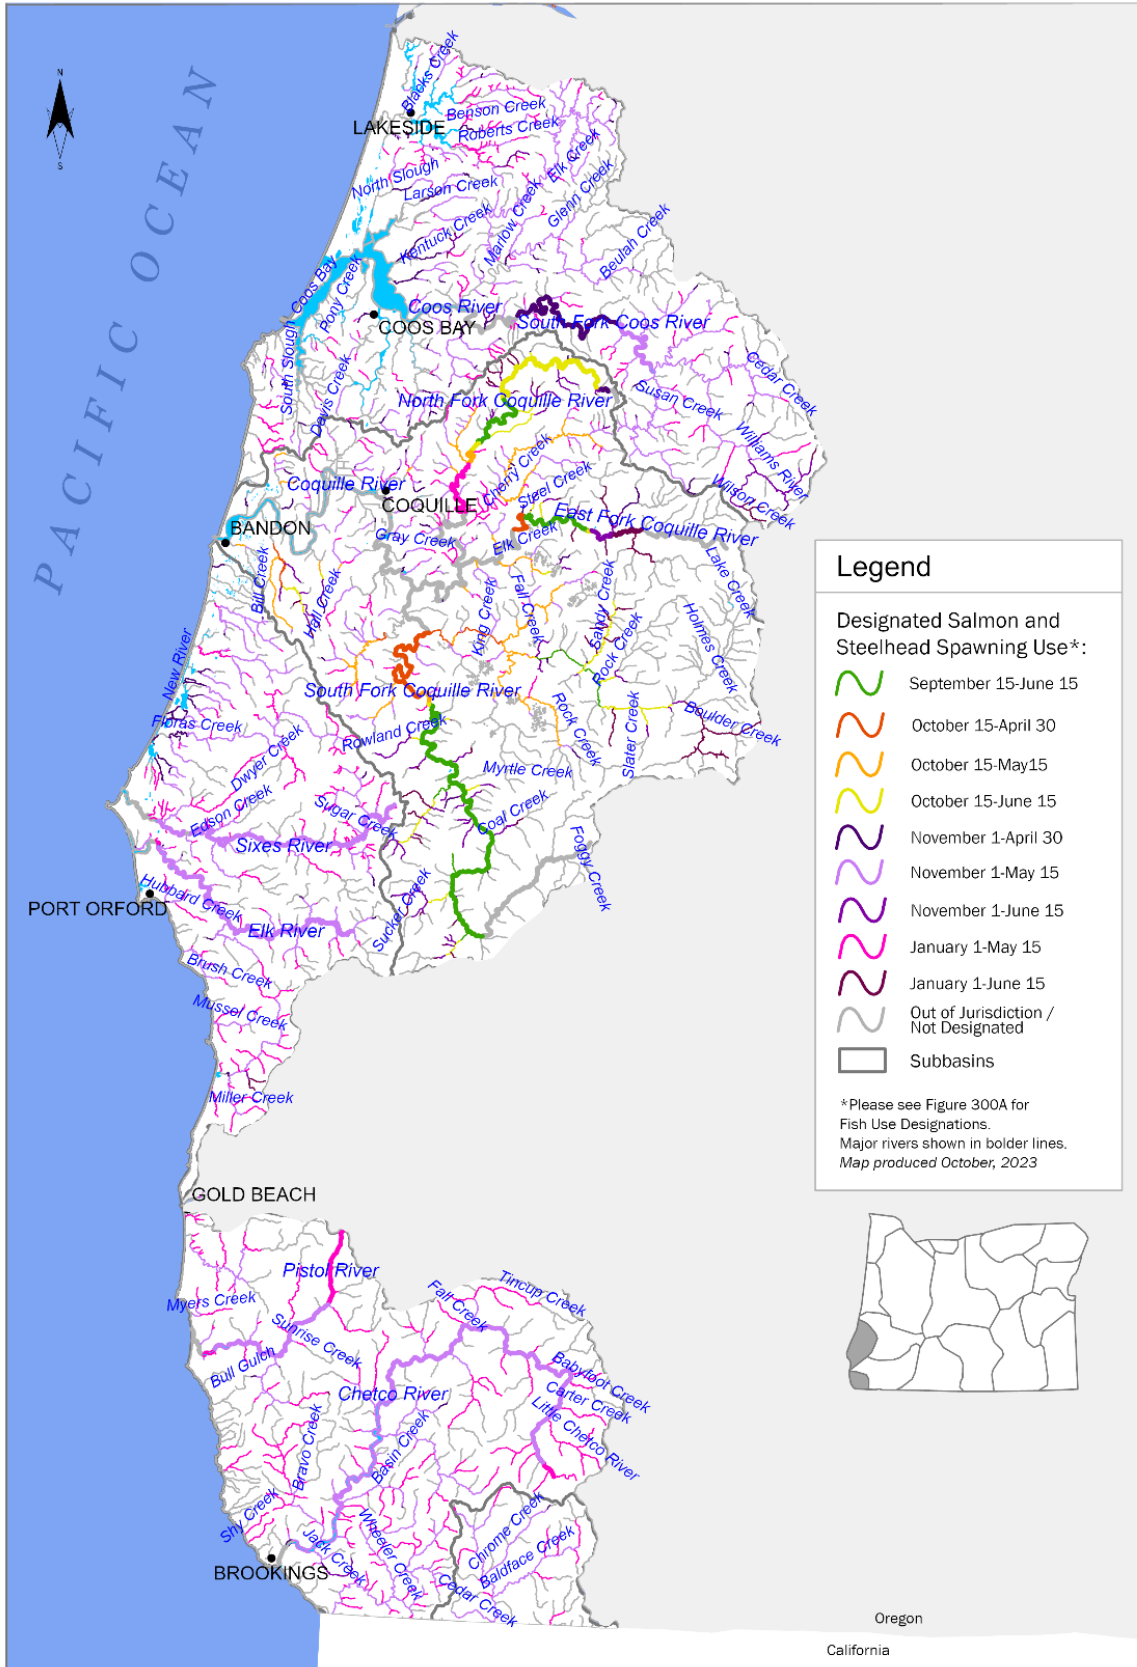 N
S
PACIFIC OCEAN
Blacks Creek
LAKESIDE
Benson Creek
Roberts Creek
Elk Creek
North Slough
Larson Creek
Glenn Creek
Marlow Creek
Kentuck Creek
Beulah Creek
Coos Bay
Pony Creek
South Slough
Coos River
COOS BAY
South Fork Coos River
Davis Creek
Cedar Creek
North Fork Coquille River
Susan Creek
Williams River
Cherry Creek
Wilson Creek
Steel Creek
Coquille River
COQUILLE
East Fork Coquille River
BANDON
Gray Creek
Elk Creek
Lake Creek
Bill Creek
Hall Creek
King Creek
Fall Creek
Sandy Creek
Rock Creek
Holmes Creek
New River
South Fork Coquille River
Floras Creek
Rowland Creek
Rock Creek
Slater Creek
Boulder Creek
Dwyer Creek
Myrtle Creek
Edson Creek
Sugar Creek
Coal Creek
Sixes River
Foggy Creek
Hubbard Creek
PORT ORFORD
Elk River
Sucker Creek
Brush Creek
Mussel Creek
Miller Creek
GOLD BEACH
Pistol River
Myers Creek
Sunrise Creek
Fall Creek
Tincup Creek
Bull Gulch
Chetco River
Babyfoot Creek
Carter Creek
Little Chetco River
Bravo Creek
Basin Creek
Shy Creek
Jack Creek
Wheeler Creek
Chrome Creek
Baldface Creek
Cedar Creek
BROOKINGS
Legend
Designated Salmon and
Steelhead Spawning Use*:
September 15-June 15
October 15-April 30
October 15-May15
October 15-June 15
November 1-April 30
November 1-May 15
November 1-June 15
January 1-May 15
January 1-June 15
Out of Jurisdiction /
Not Designated
Subbasins
*Please see Figure 300A for
Fish Use Designations.
Major rivers shown in bolder lines.
Map produced October, 2023
Oregon
California